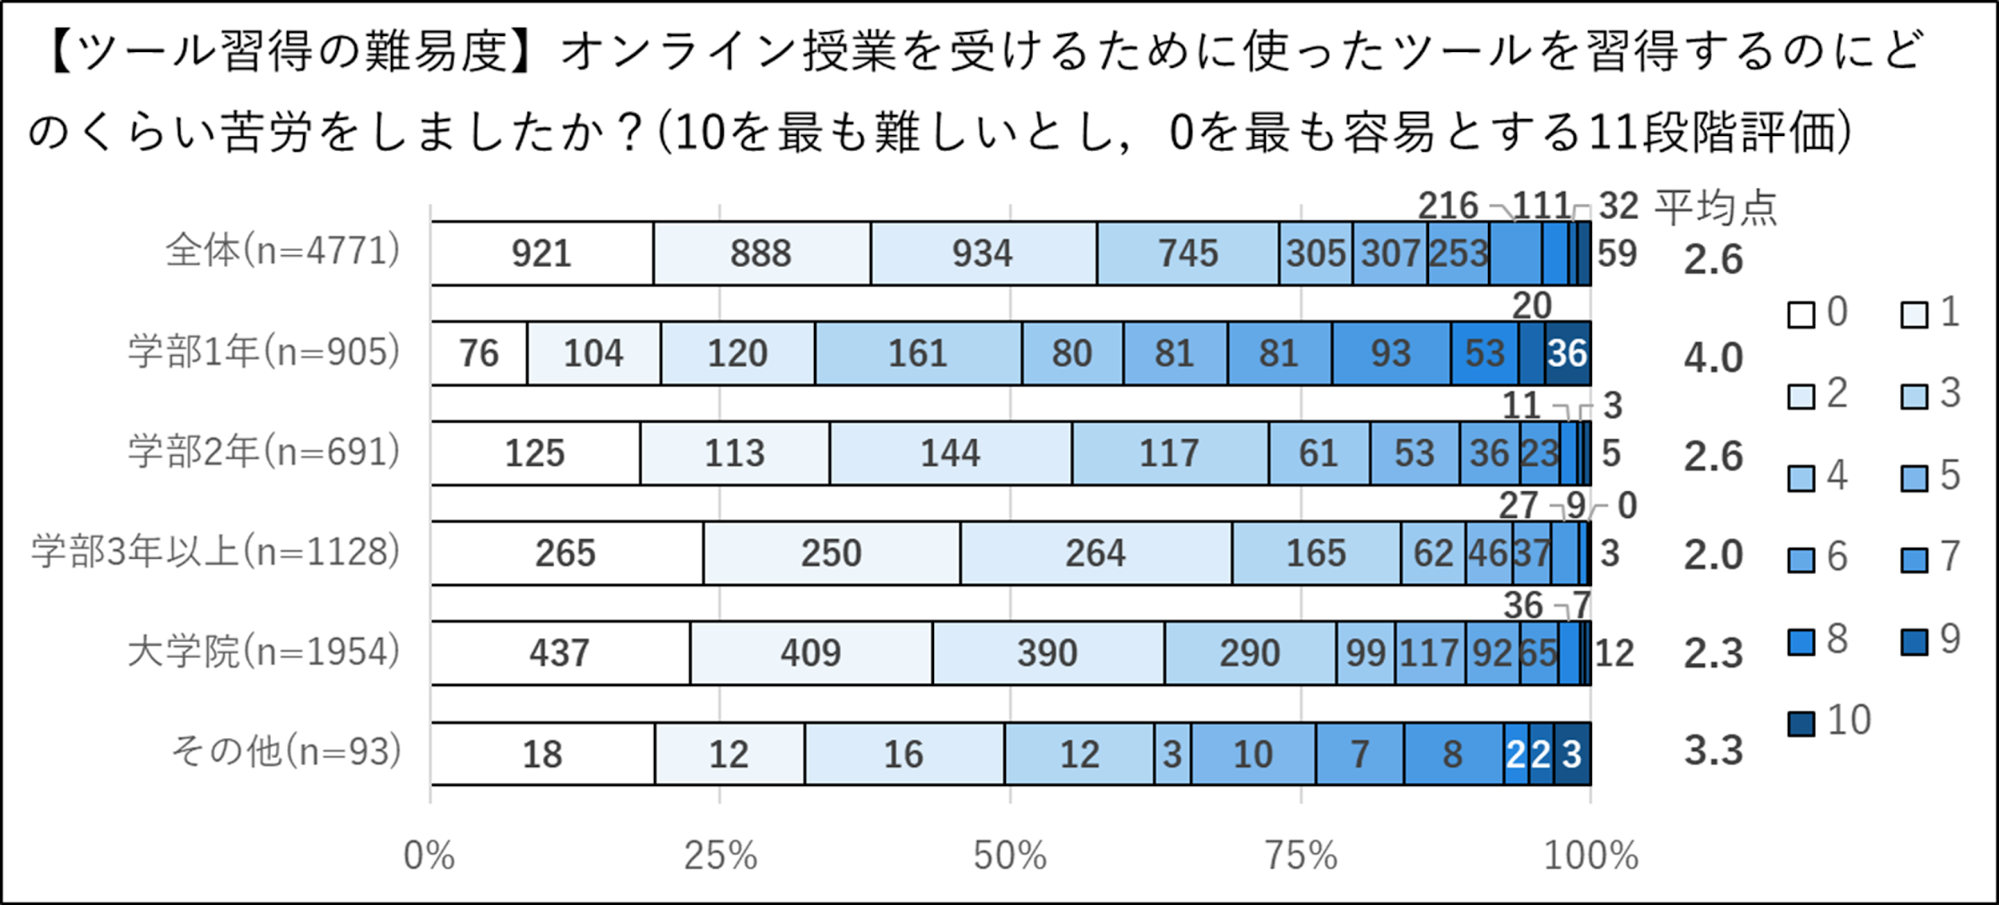 【ツール習得の難易度】オンライン授業を受けるために使ったツールを習得するのにど
のくらい苦労をしましたか？(10を最も難しいとし，0を最も容易とする11段階評価)
216 111 32 平均点
全体(n=4771) 921 888 934 745 305 307 253 59 2.6
20
学部1年(n=905) 76 104 120 161 80 81 81 93 53 36 4.0
11 3
学部2年(n=691) 125 113 144 117 61 53 36 23 5 2.6
27 9 0
学部3年以上(n=1128) 265 250 264 165 62 46 37 3 2.0
36 7
大学院(n=1954) 437 409 390 290 99 117 92 65 12 2.3
その他(n=93) 18 12 16 12 3 10 7 8 2 2 3 3.3
0% 25% 50% 75% 100%
0 1
2 3
4 5
6 7
8 9
10